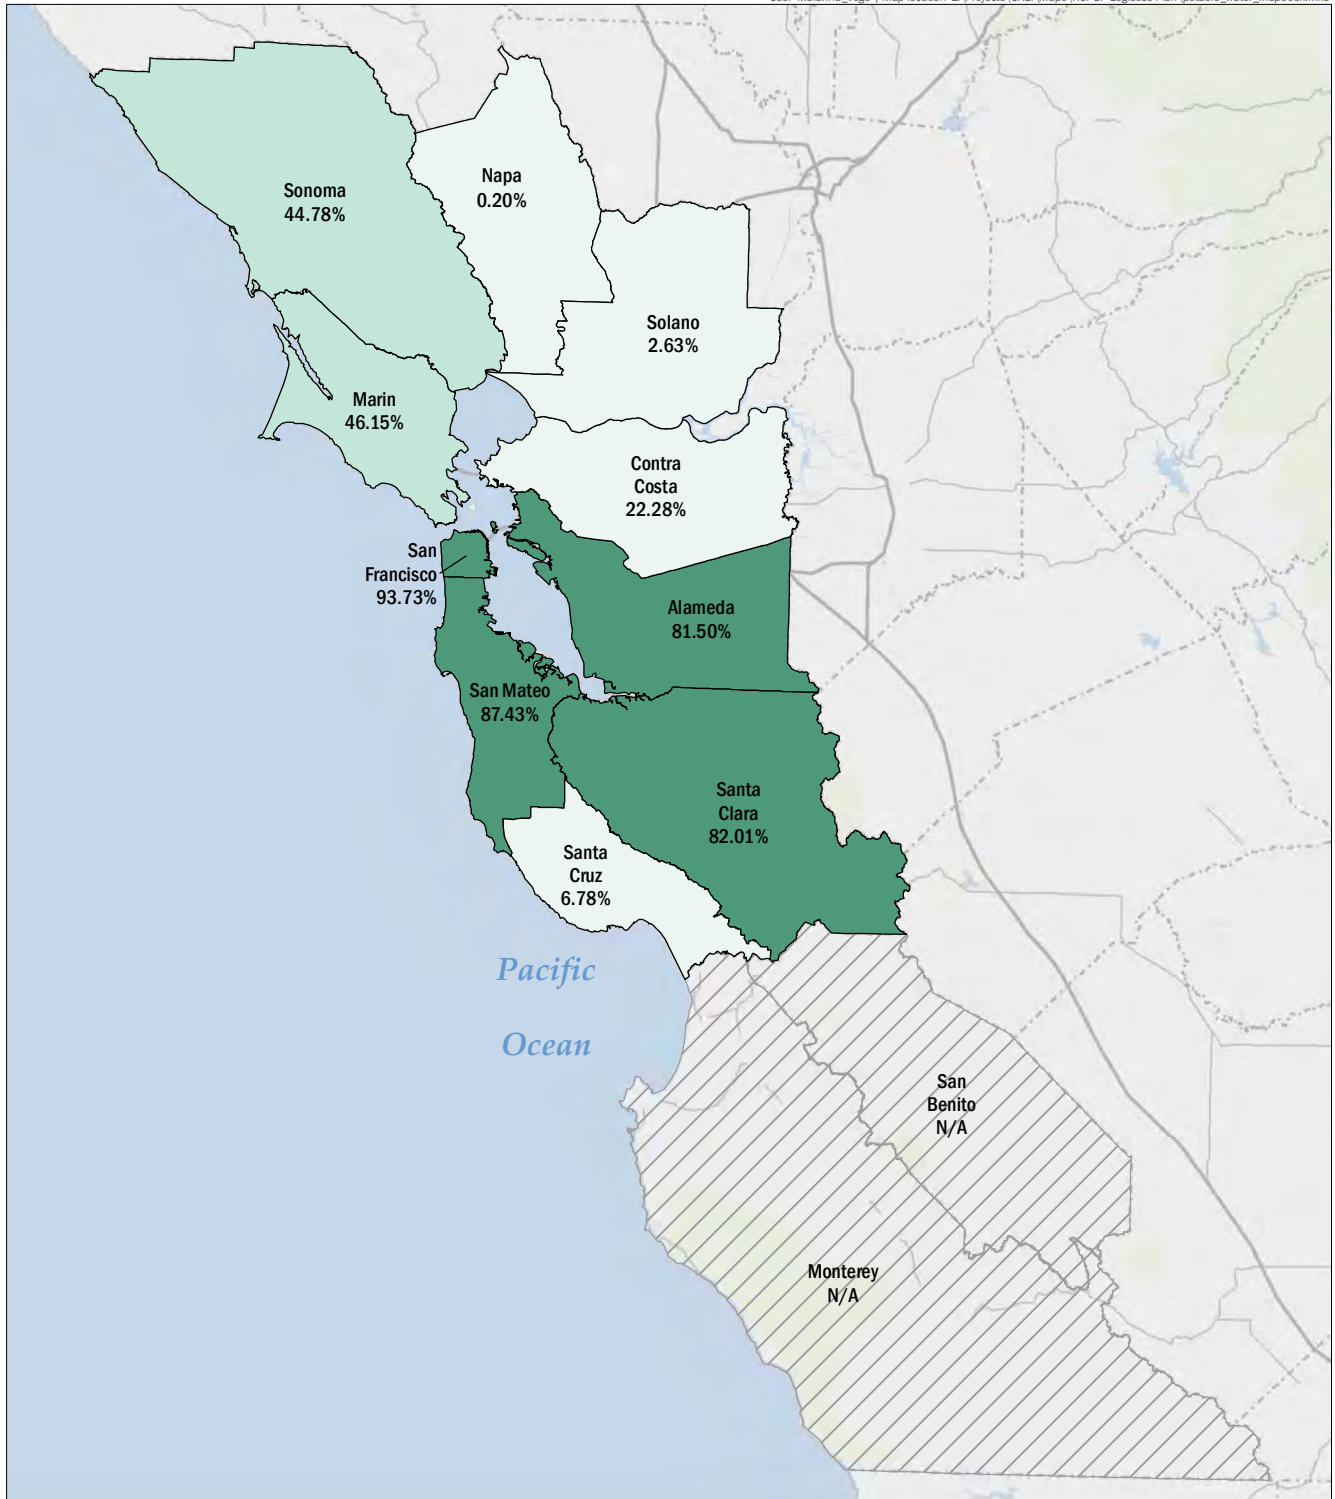 Sonoma
44.78%
Napa
0.20%
Solano
2.63%
Marin
46.15%
Contra
Costa
22.28%
San
Francisco
93.73%
Alameda
81.50%
San Mateo
87.43%
Santa
Clara
82.01%
Santa
Cruz
6.78%
Pacific
Ocean
San
Benito
N/A
Monterey
N/A